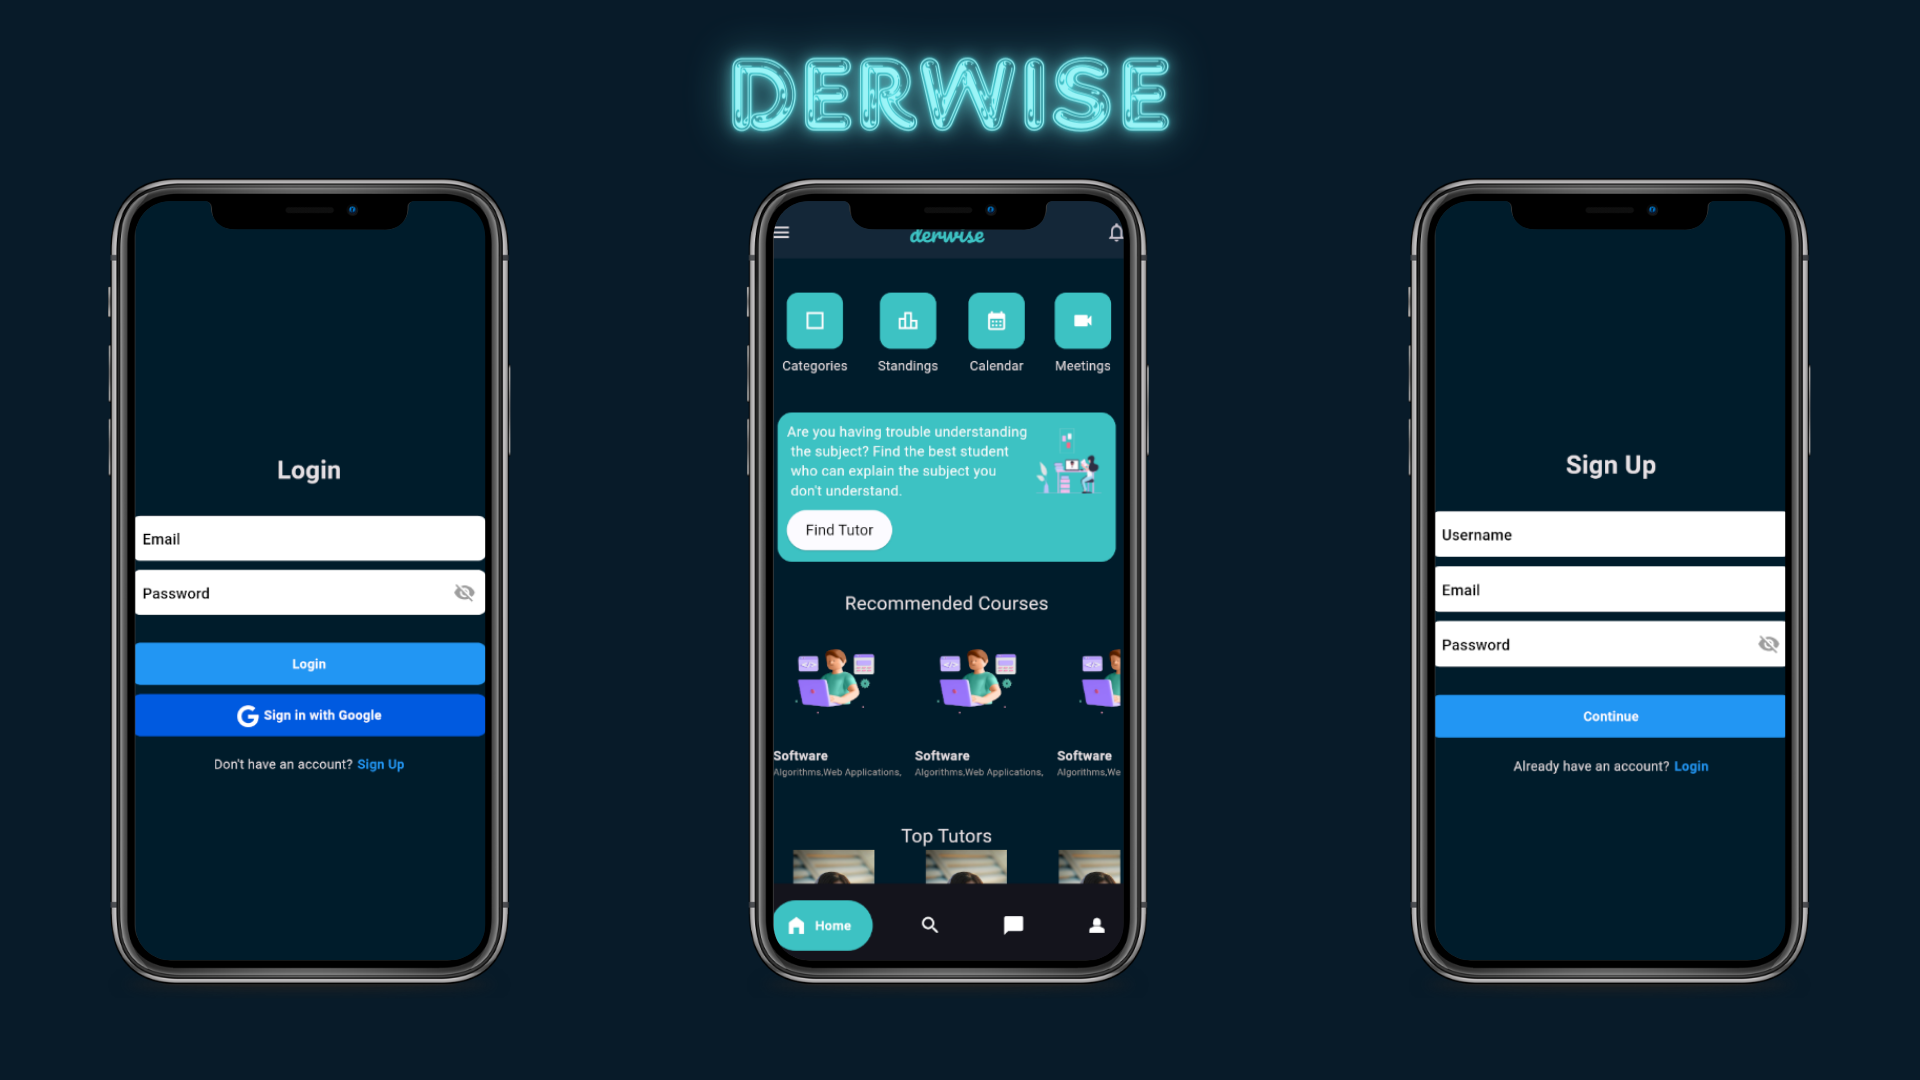 DERWISE
Login
Email
Password
Login
G Sign in with Google
Don't have an account? Sign Up
derwise
Categories
Standings
Calendar
Meetings
Are you having trouble understanding
the subject? Find the best student
who can explain the subject you
don't understand.
Find Tutor
Recommended Courses
Software
Algorithms,Web Applications,
Software
Algorithms,Web Applications,
Software
Algorithms,We
Top Tutors
Home
Sign Up
Username
Email
Password
Continue
Already have an account? Login